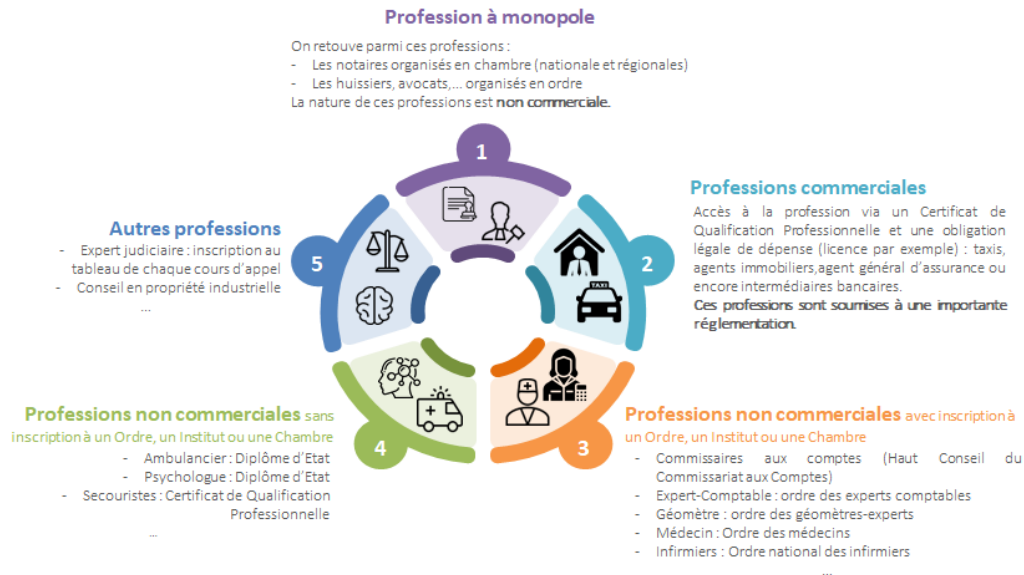 Profession à monopole
On retouve parmi ces professions :
- Les notaires organisés en chambre (nationale et régionales)
- Les huissiers, avocats,... organisés en ordre
La nature de ces professions est non commerciale.
1
Professions commerciales
Accès à la profession via un Certificat de
Qualification Professionnelle et une obligation
légale de dépense (licence par exemple) : taxis,
agents immobiliers,agent général d'assurance ou
encore intermédiaires bancaires.
Ces professions sont soumises à une importante
réglementation.
2
TAXI
Autres professions
- Expert judiciaire : inscription au
tableau de chaque cours d'appel
- Conseil en propriété industrielle
...
5
Professions non commerciales sans
inscription à un Ordre, un Institut ou une Chambre
- Ambulancier : Diplôme d'Etat
- Psychologue : Diplôme d'Etat
- Secouristes : Certificat de Qualification
Professionnelle
...
4
3
Professions non commerciales avec inscription à
un Ordre, un Institut ou une Chambre
- Commissaires aux comptes (Haut Conseil du
Commissariat aux Comptes)
- Expert-Comptable : ordre des experts comptables
- Géomètre : ordre des géomètres-experts
- Médecin : Ordre des médecins
- Infirmiers : Ordre national des infirmiers
...